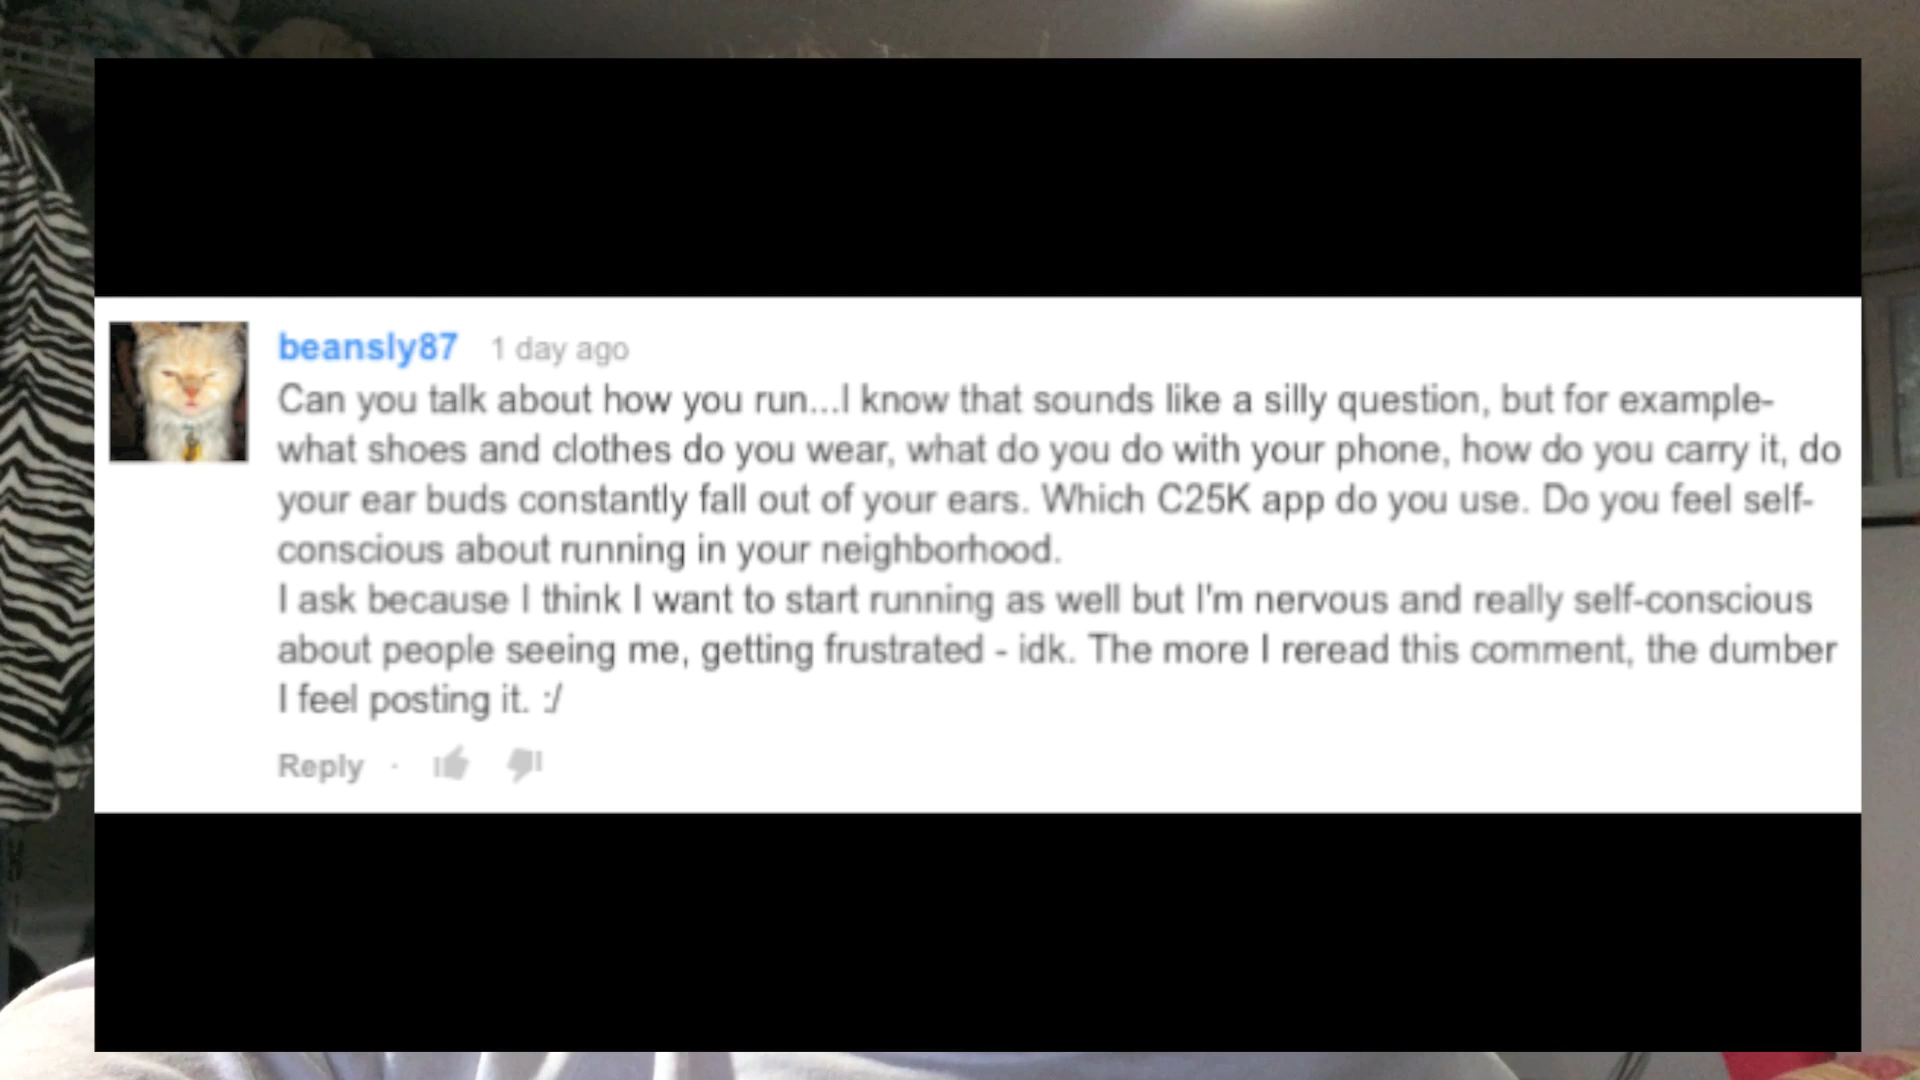 beansly87 1 day ago
Can you talk about how you run...I know that sounds like a silly question, but for example-
what shoes and clothes do you wear, what do you do with your phone, how do you carry it, do
your ear buds constantly fall out of your ears. Which C25K app do you use. Do you feel self-
conscious about running in your neighborhood.
I ask because I think I want to start running as well but I'm nervous and really self-conscious
about people seeing me, getting frustrated - idk. The more I reread this comment, the dumber
I feel posting it. :/
Reply ·